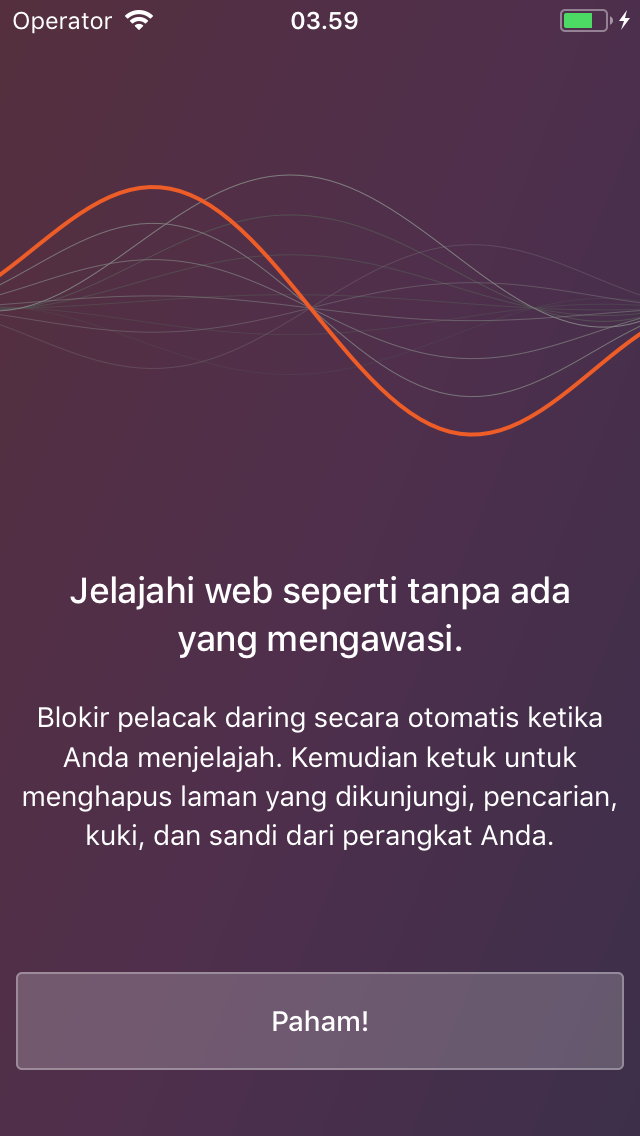 Operator 03.59
Jelajahi web seperti tanpa ada
yang mengawasi.
Blokir pelacak daring secara otomatis ketika
Anda menjelajah. Kemudian ketuk untuk
menghapus laman yang dikunjungi, pencarian,
kuki, dan sandi dari perangkat Anda.
Paham!